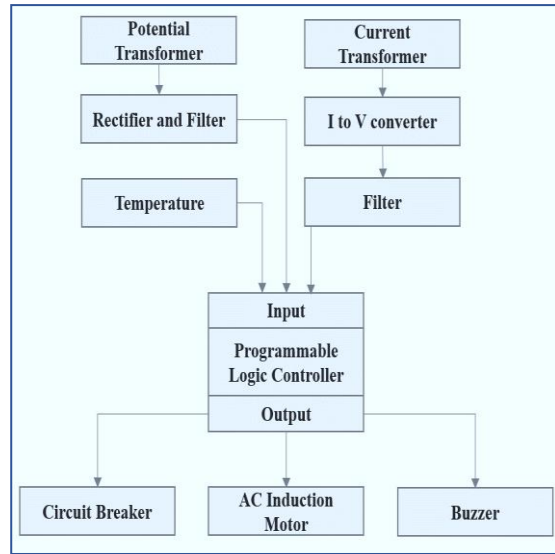 Potential
Transformer
Current
Transformer
Rectifier and Filter
I to V converter
Temperature
Filter
Input
Programmable
Logic Controller
Output
Circuit Breaker
AC Induction
Motor
Buzzer